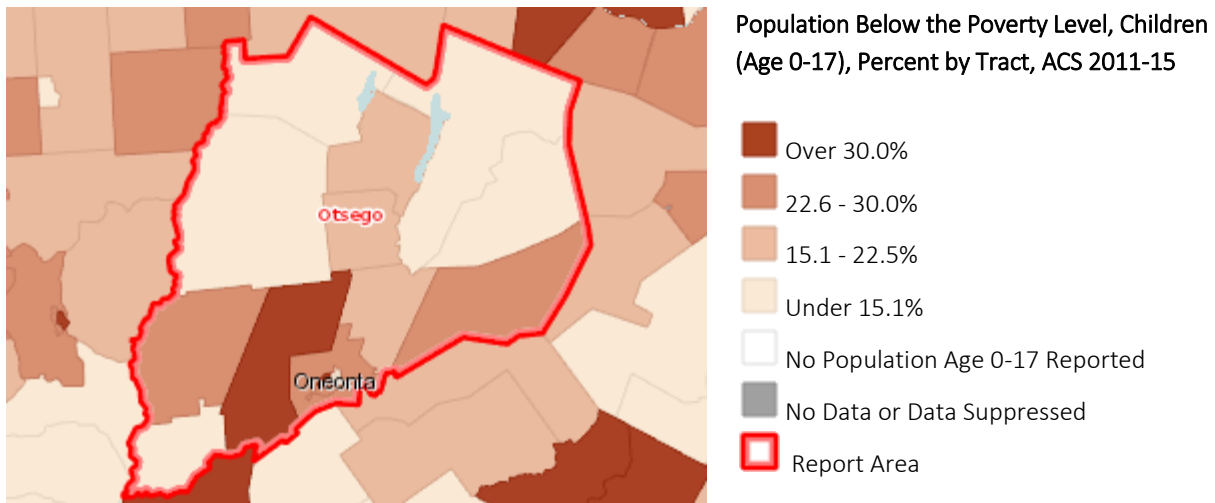 Population Below the Poverty Level, Children
(Age 0-17), Percent by Tract, ACS 2011-15
Over 30.0%
22.6 - 30.0%
Otsego
15.1 - 22.5%
Under 15.1%
No Population Age 0-17 Reported
Oneonta
No Data or Data Suppressed
Report Area